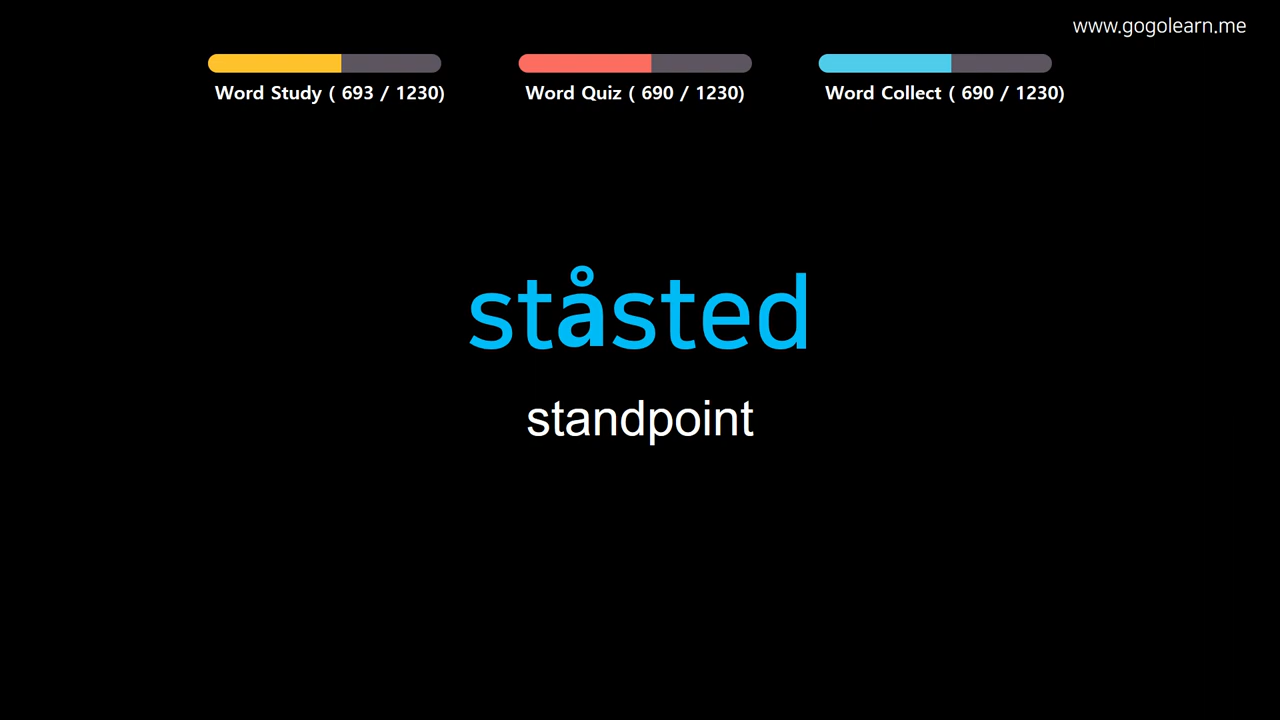 www.gogolearn.me
Word Study ( 693 / 1230)
Word Quiz ( 690 / 1230)
Word Collect ( 690 / 1230)
ståsted
standpoint